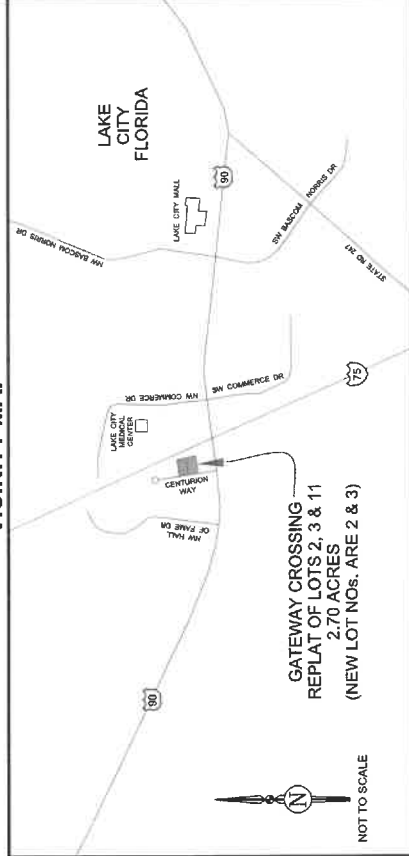 LAKE
CITY
FLORIDA
NW BASCOM NORRIS DR
LAKE CITY MALL
90
SW BASCOM NORRIS DR
STATE RD 247
NW COMMERCE DR
SW COMMERCE DR
LAKE CITY
MEDICAL
CENTER
75
CENTURION
WAY
NW HALL
OF FAME DR
90
GATEWAY CROSSING
REPLAT OF LOTS 2, 3 & 11
2.70 ACRES
(NEW LOT NOs. ARE 2 & 3)
N
NOT TO SCALE